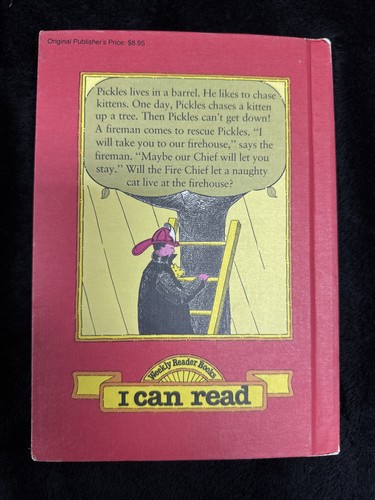 Original Publisher's Price: $8.95
Pickles lives in a barrel. He likes to chase
kittens. One day, Pickles chases a kitten
up a tree. Then Pickles can't get down!
A fireman comes to rescue Pickles. "I
will take you to our firehouse," says the
fireman. "Maybe our Chief will let you
stay." Will the Fire Chief let a naughty
cat live at the firehouse?
Weekly Reader Books
I can read